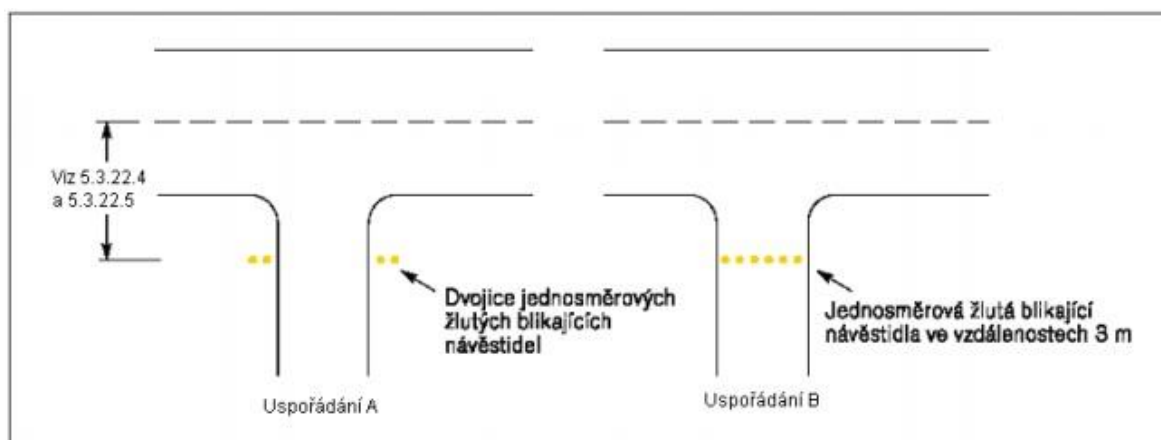 Viz 5.3.22.4
a 5.3.22.5
Dvojice jednosměrových
žlutých blikajících
návěstidel
Jednosměrová žlutá blikající
návěstidla ve vzdálenostech 3 m
Uspořádání A
Uspořádání B